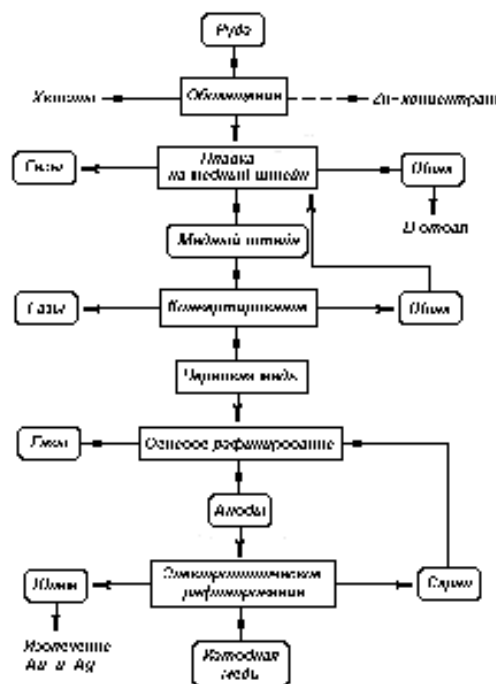 Руда
Хвосты
Обогащение
Zn-концентрат
Плавка
на медный штейн
Газы
Шлак
В отвал
Медный штейн
Газы
Конвертирование
Шлак
Черновая медь
Газы
Огневое рафинирование
Аноды
Шлам
Электролитическое
рафинирование
Скрап
Извлечение
Au и Ag
Катодная
медь